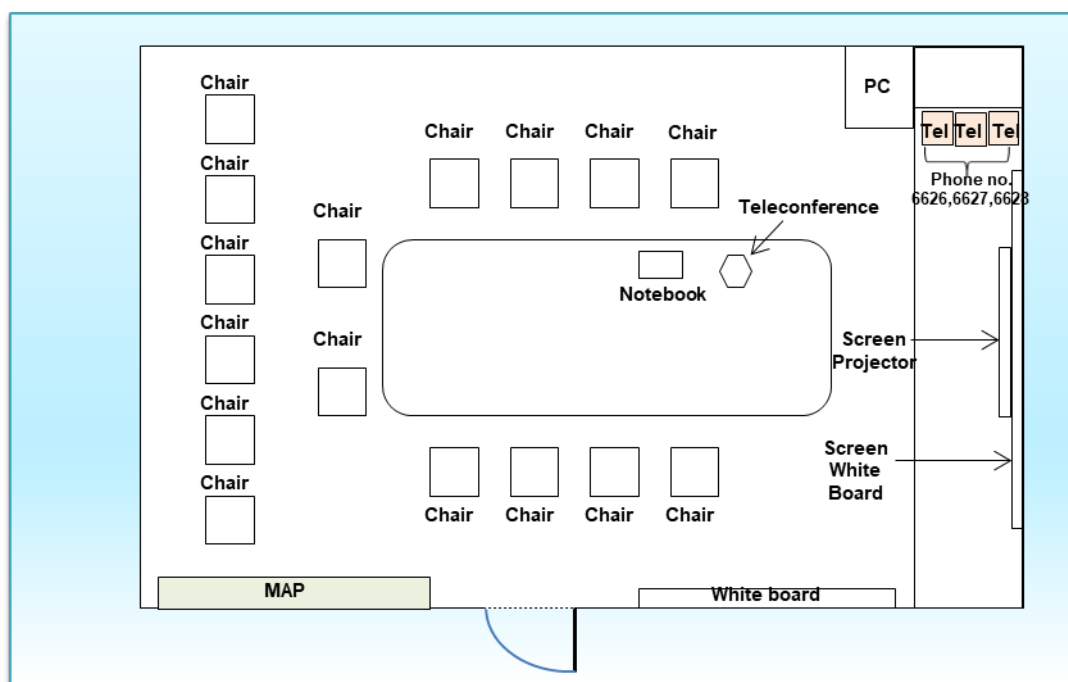 Chair
PC
Chair
Chair
Chair
Chair
Tel
Tel
Tel
Chair
Phone no.
6626,6627,6628
Chair
Teleconference
Chair
Notebook
Chair
Chair
Screen
Projector
Chair
Screen
White
Board
Chair
Chair
Chair
Chair
Chair
MAP
White board